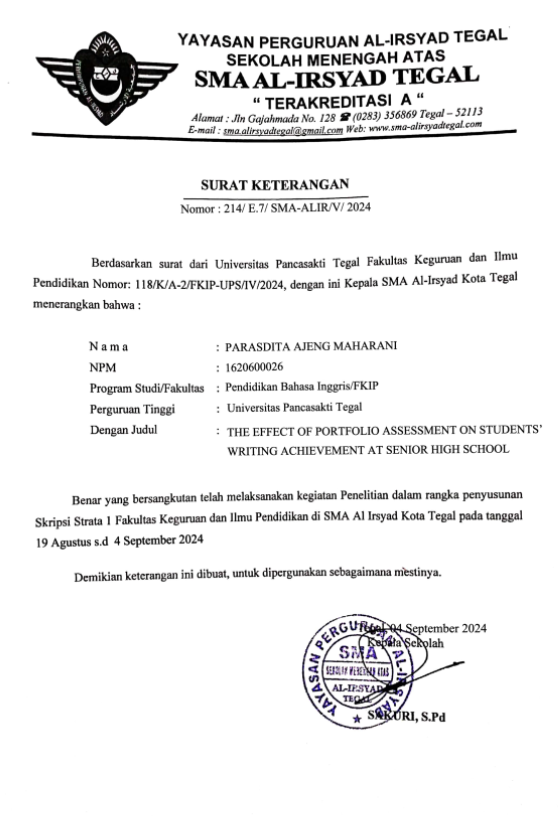 YAYASAN PERGURUAN AL-IRSYAD TEGAL
SEKOLAH MENENGAH ATAS
SMA AL-IRSYAD TEGAL
“ TERAKREDITASI A “
Alamat : Jln Gajahmada No. 128 ☎ (0283) 356869 Tegal – 52113
E-mail : sma.alirsyadtegal@gmail.com Web: www.sma-alirsyadtegal.com
SURAT KETERANGAN
Nomor : 214/ E.7/ SMA-ALIR/V/ 2024
Berdasarkan surat dari Universitas Pancasakti Tegal Fakultas Keguruan dan Ilmu
Pendidikan Nomor: 118/K/A-2/FKIP-UPS/IV/2024, dengan ini Kepala SMA Al-Irsyad Kota Tegal
menerangkan bahwa :
N a m a : PARASDITA AJENG MAHARANI
NPM : 1620600026
Program Studi/Fakultas : Pendidikan Bahasa Inggris/FKIP
Perguruan Tinggi : Universitas Pancasakti Tegal
Dengan Judul : THE EFFECT OF PORTFOLIO ASSESSMENT ON STUDENTS’
WRITING ACHIEVEMENT AT SENIOR HIGH SCHOOL
Benar yang bersangkutan telah melaksanakan kegiatan Penelitian dalam rangka penyusunan
Skripsi Strata 1 Fakultas Keguruan dan Ilmu Pendidikan di SMA Al Irsyad Kota Tegal pada tanggal
19 Agustus s.d 4 September 2024
Demikian keterangan ini dibuat, untuk dipergunakan sebagaimana mestinya.
Tegal, 04 September 2024
Kepala Sekolah
YAYASAN PERGURUAN AL-IRSYAD
SMA
SEKOLAH MENENGAH ATAS
AL-IRSYAD
TEGAL
SAKURI, S.Pd